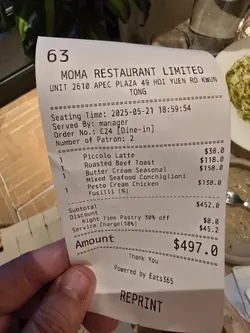 63
MOMA RESTAURANT LIMITED
UNIT 2610 APEC PLAZA 49 HOI YUEN RD KWUN
TONG
Seating Time: 2025-05-21 18:59:54
Served By: manager
Order No.: C24 [Dine-in]
Number of Patron: 2
1 Piccolo Latte $38.0
1 Roasted Beef Toast $118.0
1 Butter Cream Seasonal $158.0
Mixed Seafood Conchiglioni
1 Pesto Cream Chicken $138.0
Fusilli (N)
Subtotal $452.0
Discount
Night Time Pastry 30% off $0.0
Service Charge(10%) $45.2
Amount $497.0
Thank You
Powered by Eats365
REPRINT